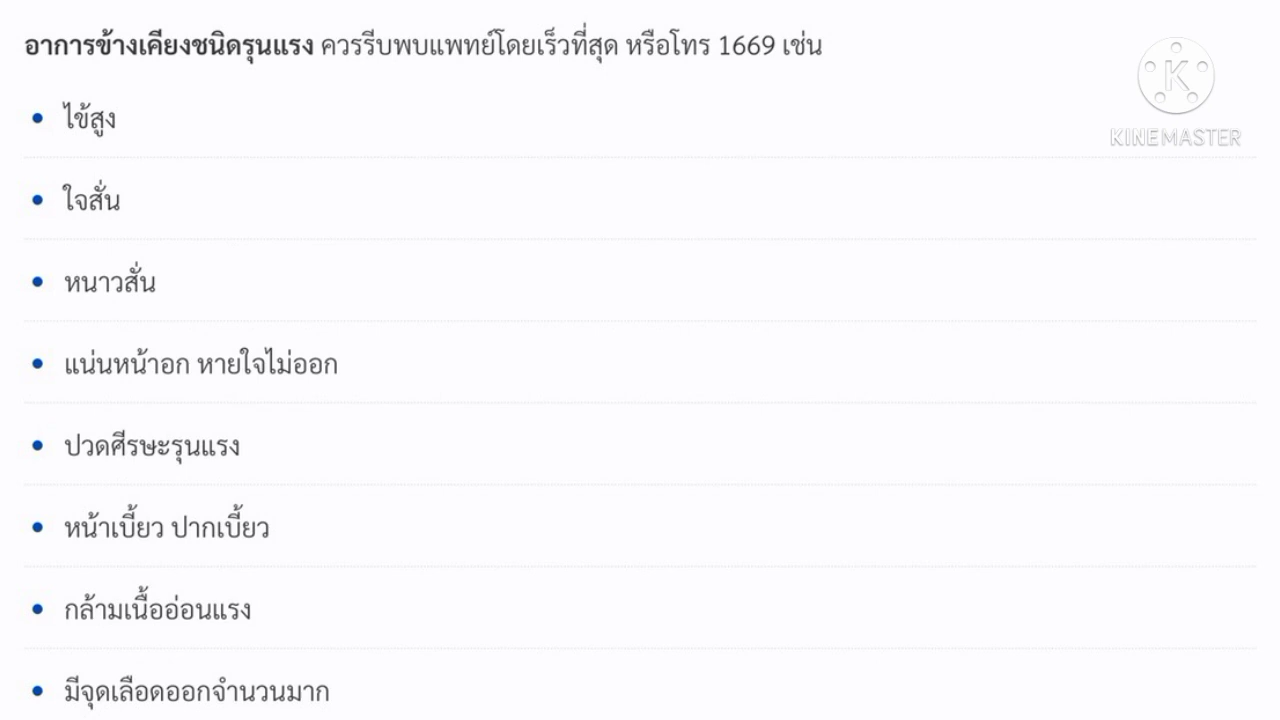 อาการข้างเคียงชนิดรุนแรง ควรรีบพบแพทย์โดยเร็วที่สุด หรือโทร 1669 เช่น
K
KINEMASTER
ไข้สูง
ใจสั่น
หนาวสั่น
แน่นหน้าอก หายใจไม่ออก
ปวดศีรษะรุนแรง
หน้าเบี้ยว ปากเบี้ยว
กล้ามเนื้ออ่อนแรง
มีจุดเลือดออกจำนวนมาก